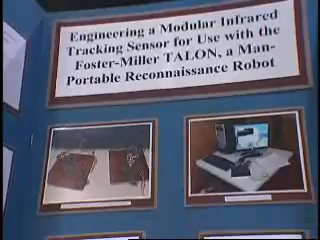 Engineering a Modular Infrared
Tracking Sensor for Use with the
Foster-Miller TALON, a Man-
Portable Reconnaissance Robot